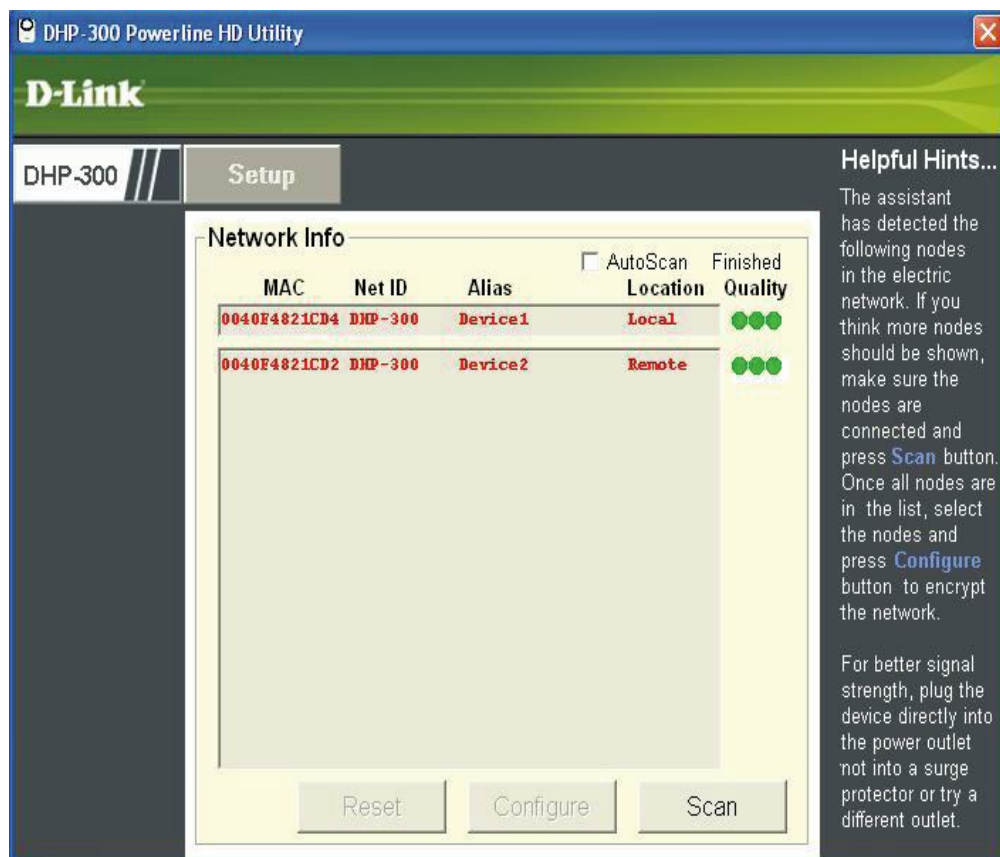 DHP-300 Powerline HD Utility
D-Link
DHP-300
Setup
Network Info
AutoScan Finished
MAC Net ID Alias Location Quality
0040F4821CD4 DHP-300 Device1 Local
0040F4821CD2 DHP-300 Device2 Remote
Reset Configure Scan
Helpful Hints...
The assistant
has detected the
following nodes
in the electric
network. If you
think more nodes
should be shown,
make sure the
nodes are
connected and
press Scan button.
Once all nodes are
in the list, select
the nodes and
press Configure
button to encrypt
the network.
For better signal
strength, plug the
device directly into
the power outlet
not into a surge
protector or try a
different outlet.